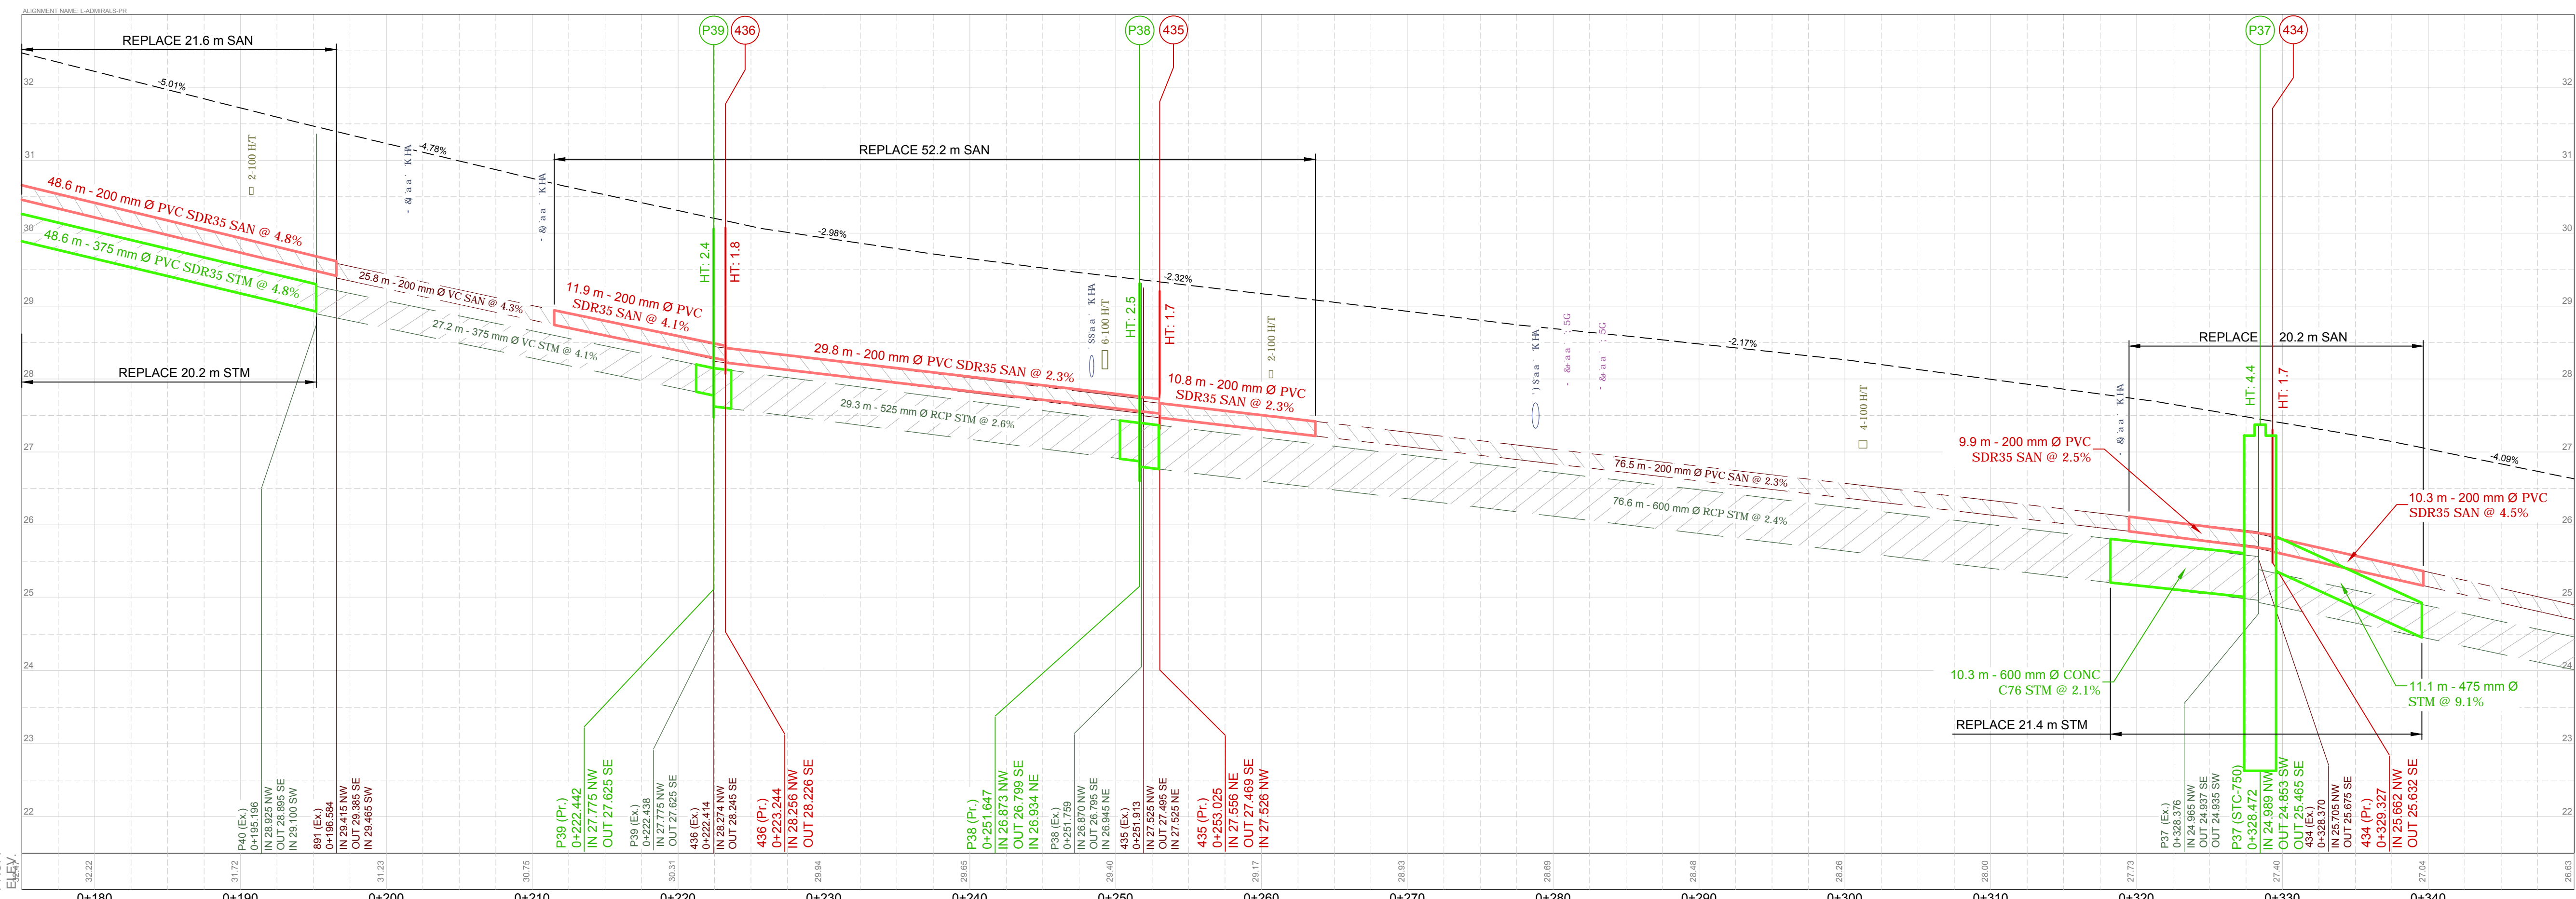 ALIGNMENT NAME: L-ADMIRALS-PR
P39
436
P38
435
P37
434
REPLACE 21.6 m SAN
-5.01%
-4.78%
REPLACE 52.2 m SAN
-2.98%
-2.32%
-2.17%
-4.09%
32
31
30
29
28
27
26
25
24
23
22
32
31
30
29
28
27
26
25
24
23
22
2-100 H/T
48.6 m - 200 mm Ø PVC SDR35 SAN @ 4.8%
48.6 m - 375 mm Ø PVC SDR35 STM @ 4.8%
25.8 m - 200 mm Ø VC SAN @ 4.3%
27.2 m - 375 mm Ø VC STM @ 4.1%
REPLACE 20.2 m STM
11.9 m - 200 mm Ø PVC
SDR35 SAN @ 4.1%
HT: 2.4
HT: 1.8
29.8 m - 200 mm Ø PVC SDR35 SAN @ 2.3%
29.3 m - 525 mm Ø RCP STM @ 2.6%
6-100 H/T
HT: 2.5
HT: 1.7
10.8 m - 200 mm Ø PVC
SDR35 SAN @ 2.3%
2-100 H/T
76.5 m - 200 mm Ø PVC SAN @ 2.3%
76.6 m - 600 mm Ø RCP STM @ 2.4%
4-100 H/T
REPLACE 20.2 m SAN
HT: 4.4
HT: 1.7
9.9 m - 200 mm Ø PVC
SDR35 SAN @ 2.5%
10.3 m - 200 mm Ø PVC
SDR35 SAN @ 4.5%
10.3 m - 600 mm Ø CONC
C76 STM @ 2.1%
11.1 m - 475 mm Ø
STM @ 9.1%
REPLACE 21.4 m STM
P40 (Ex.)
0+195.196
IN 28.925 NW
OUT 28.895 SE
IN 29.100 SW
891 (Ex.)
0+196.584
IN 29.415 NW
OUT 29.385 SE
IN 29.465 SW
P39 (Pr.)
0+222.442
IN 27.775 NW
OUT 27.625 SE
P39 (Ex.)
0+222.438
IN 27.775 NW
OUT 27.625 SE
436 (Ex.)
0+222.414
IN 28.274 NW
OUT 28.245 SE
436 (Pr.)
0+223.244
IN 28.256 NW
OUT 28.226 SE
P38 (Pr.)
0+251.647
IN 26.873 NW
OUT 26.799 SE
IN 26.934 NE
P38 (Ex.)
0+251.759
IN 26.870 NW
OUT 26.795 SE
IN 26.945 NE
435 (Ex.)
0+251.913
IN 27.525 NW
OUT 27.495 SE
IN 27.525 NE
435 (Pr.)
0+253.025
IN 27.556 NE
OUT 27.469 SE
IN 27.526 NW
P37 (Ex.)
0+328.376
IN 24.965 NW
OUT 24.937 SE
OUT 24.935 SW
P37 (STC-750)
0+328.472
IN 24.989 NW
OUT 24.853 SW
OUT 25.465 SE
434 (Ex.)
0+328.370
IN 25.705 NW
OUT 25.675 SE
434 (Pr.)
0+329.327
IN 25.662 NW
OUT 25.632 SE
ELEV.
32.22
31.72
31.23
30.75
30.31
29.94
29.65
29.40
29.17
28.93
28.69
28.48
28.26
28.00
27.73
27.40
27.04
26.63
0+180
0+190
0+200
0+210
0+220
0+230
0+240
0+250
0+260
0+270
0+280
0+290
0+300
0+310
0+320
0+330
0+340